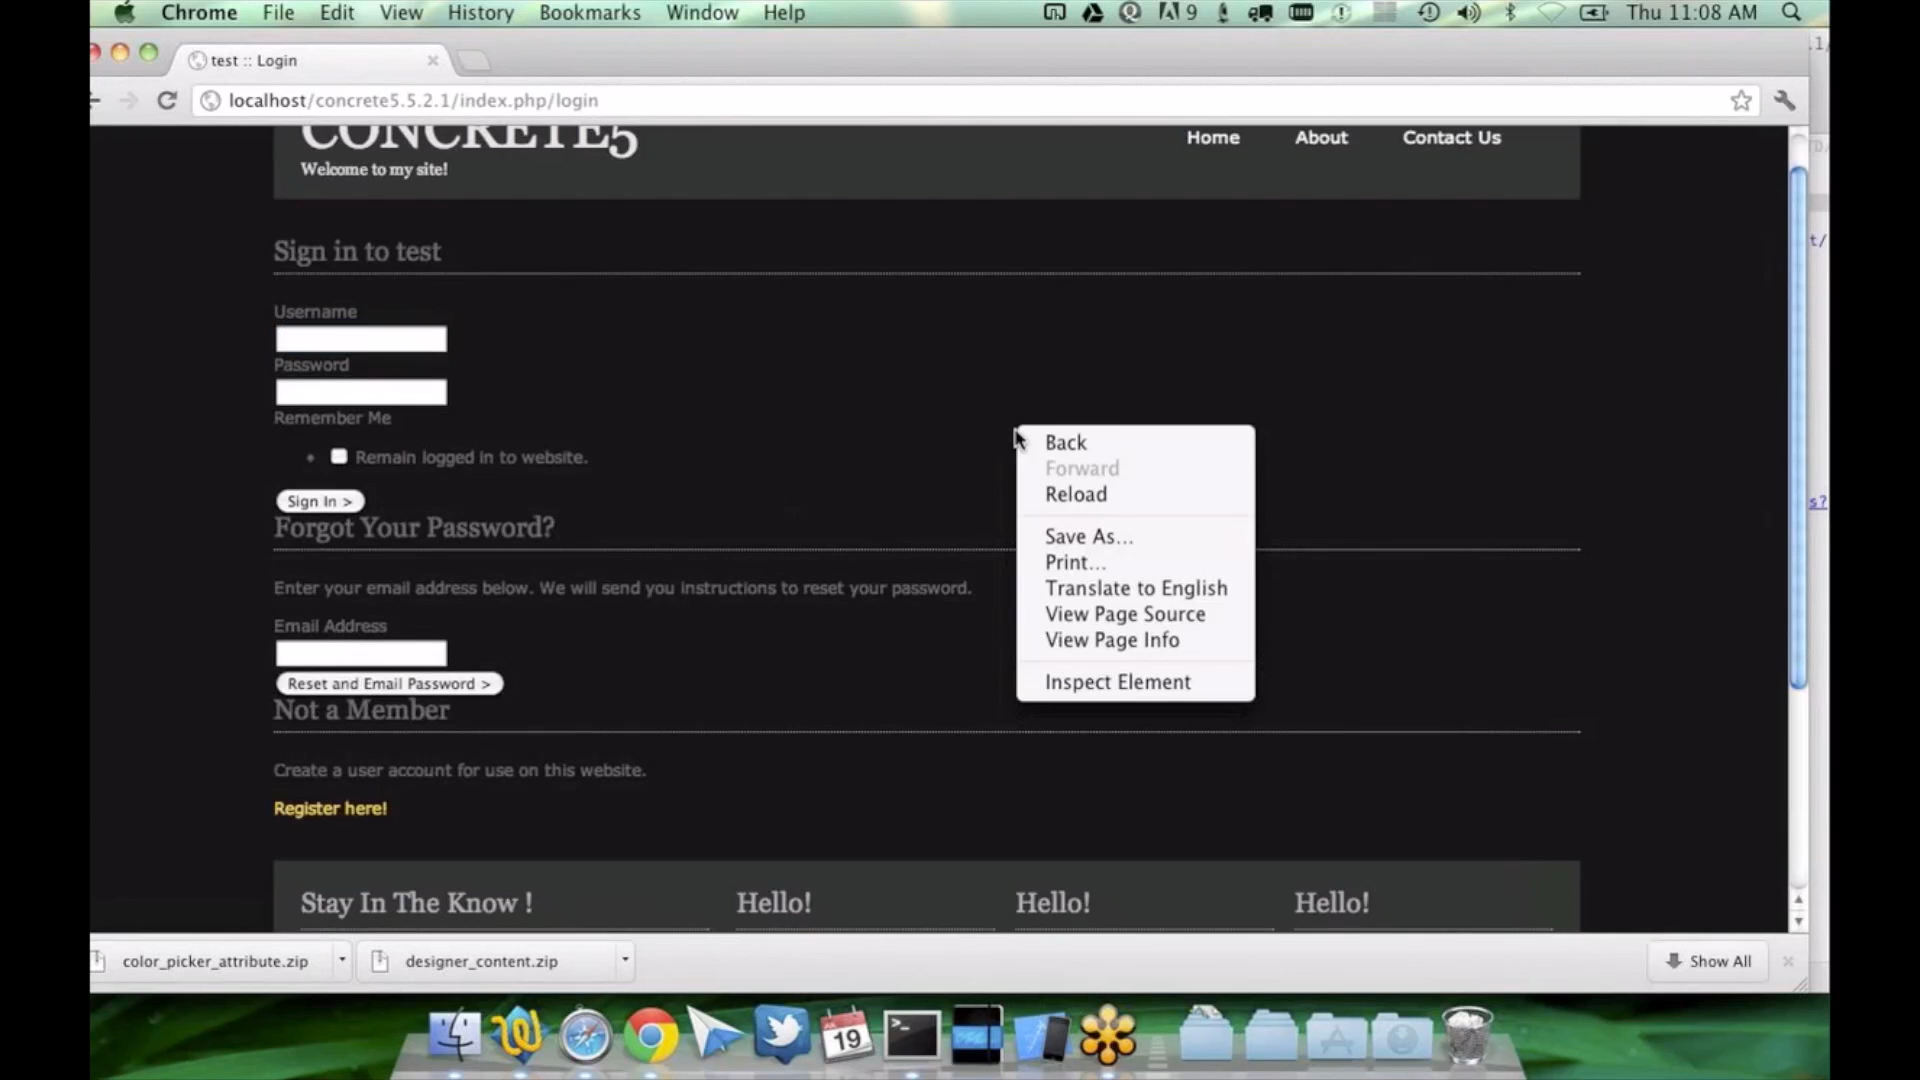 Chrome File Edit View History Bookmarks Window Help 9 Thu 11:08 AM
test :: Login
localhost/concrete5.5.2.1/index.php/login
CONCRETE5
Welcome to my site!
Home About Contact Us
Sign in to test
Username
Password
Remember Me
Remain logged in to website.
Sign In >
Forgot Your Password?
Enter your email address below. We will send you instructions to reset your password.
Email Address
Reset and Email Password >
Not a Member
Create a user account for use on this website.
Register here!
Back
Forward
Reload
Save As...
Print...
Translate to English
View Page Source
View Page Info
Inspect Element
Stay In The Know ! Hello! Hello! Hello!
color_picker_attribute.zip designer_content.zip Show All
19